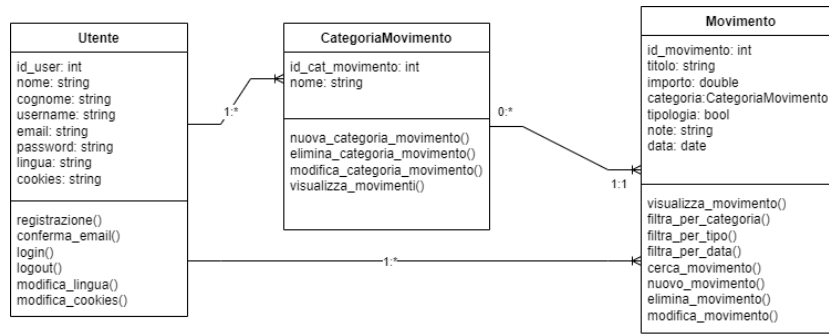 Utente
id_user: int
nome: string
cognome: string
username: string
email: string
password: string
lingua: string
cookies: string
registrazione()
conferma_email()
login()
logout()
modifica_lingua()
modifica_cookies()
1:*
CategoriaMovimento
id_cat_movimento: int
nome: string
nuova_categoria_movimento()
elimina_categoria_movimento()
modifica_categoria_movimento()
visualizza_movimenti()
0:*
1:1
1:*
Movimento
id_movimento: int
titolo: string
importo: double
categoria:CategoriaMovimento
tipologia: bool
note: string
data: date
visualizza_movimento()
filtra_per_categoria()
filtra_per_tipo()
filtra_per_data()
cerca_movimento()
nuovo_movimento()
elimina_movimento()
modifica_movimento()